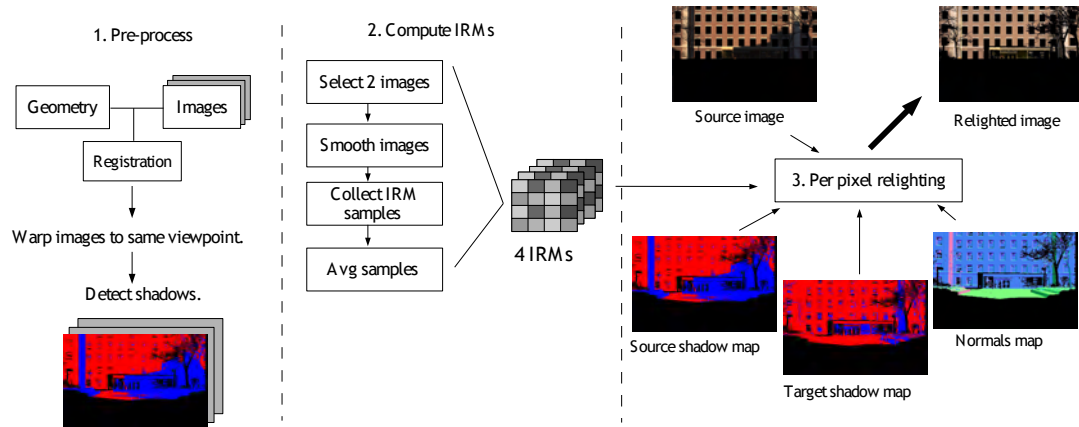 1. Pre-process
Geometry
Images
Registration
Warp images to same viewpoint.
Detect shadows.
2. Compute IRMs
Select 2 images
Smooth images
Collect IRM
samples
Avg samples
4 IRMs
Source image
Relighted image
3. Per pixel relighting
Source shadow map
Target shadow map
Normals map